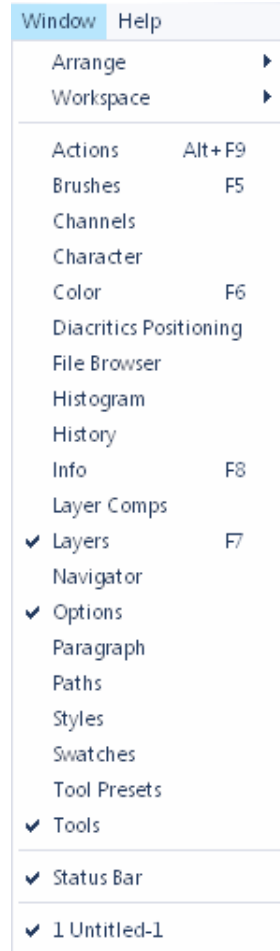 Window Help
Arrange
Workspace
Actions Alt+F9
Brushes F5
Channels
Character
Color F6
Diacritics Positioning
File Browser
Histogram
History
Info F8
Layer Comps
Layers F7
Navigator
Options
Paragraph
Paths
Styles
Swatches
Tool Presets
Tools
Status Bar
1 Untitled-1